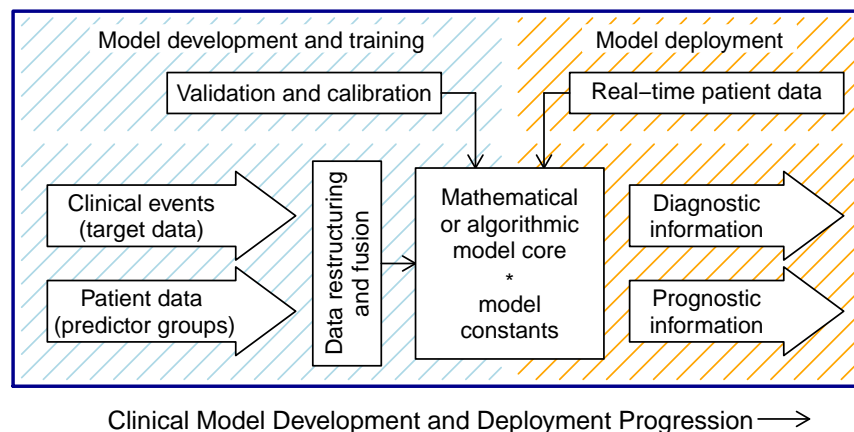 Model development and training
Model deployment
Validation and calibration
Real−time patient data
Clinical events
(target data)
Patient data
(predictor groups)
Data restructuring
and fusion
Mathematical
or algorithmic
model core
*
model
constants
Diagnostic
information
Prognostic
information
Clinical Model Development and Deployment Progression